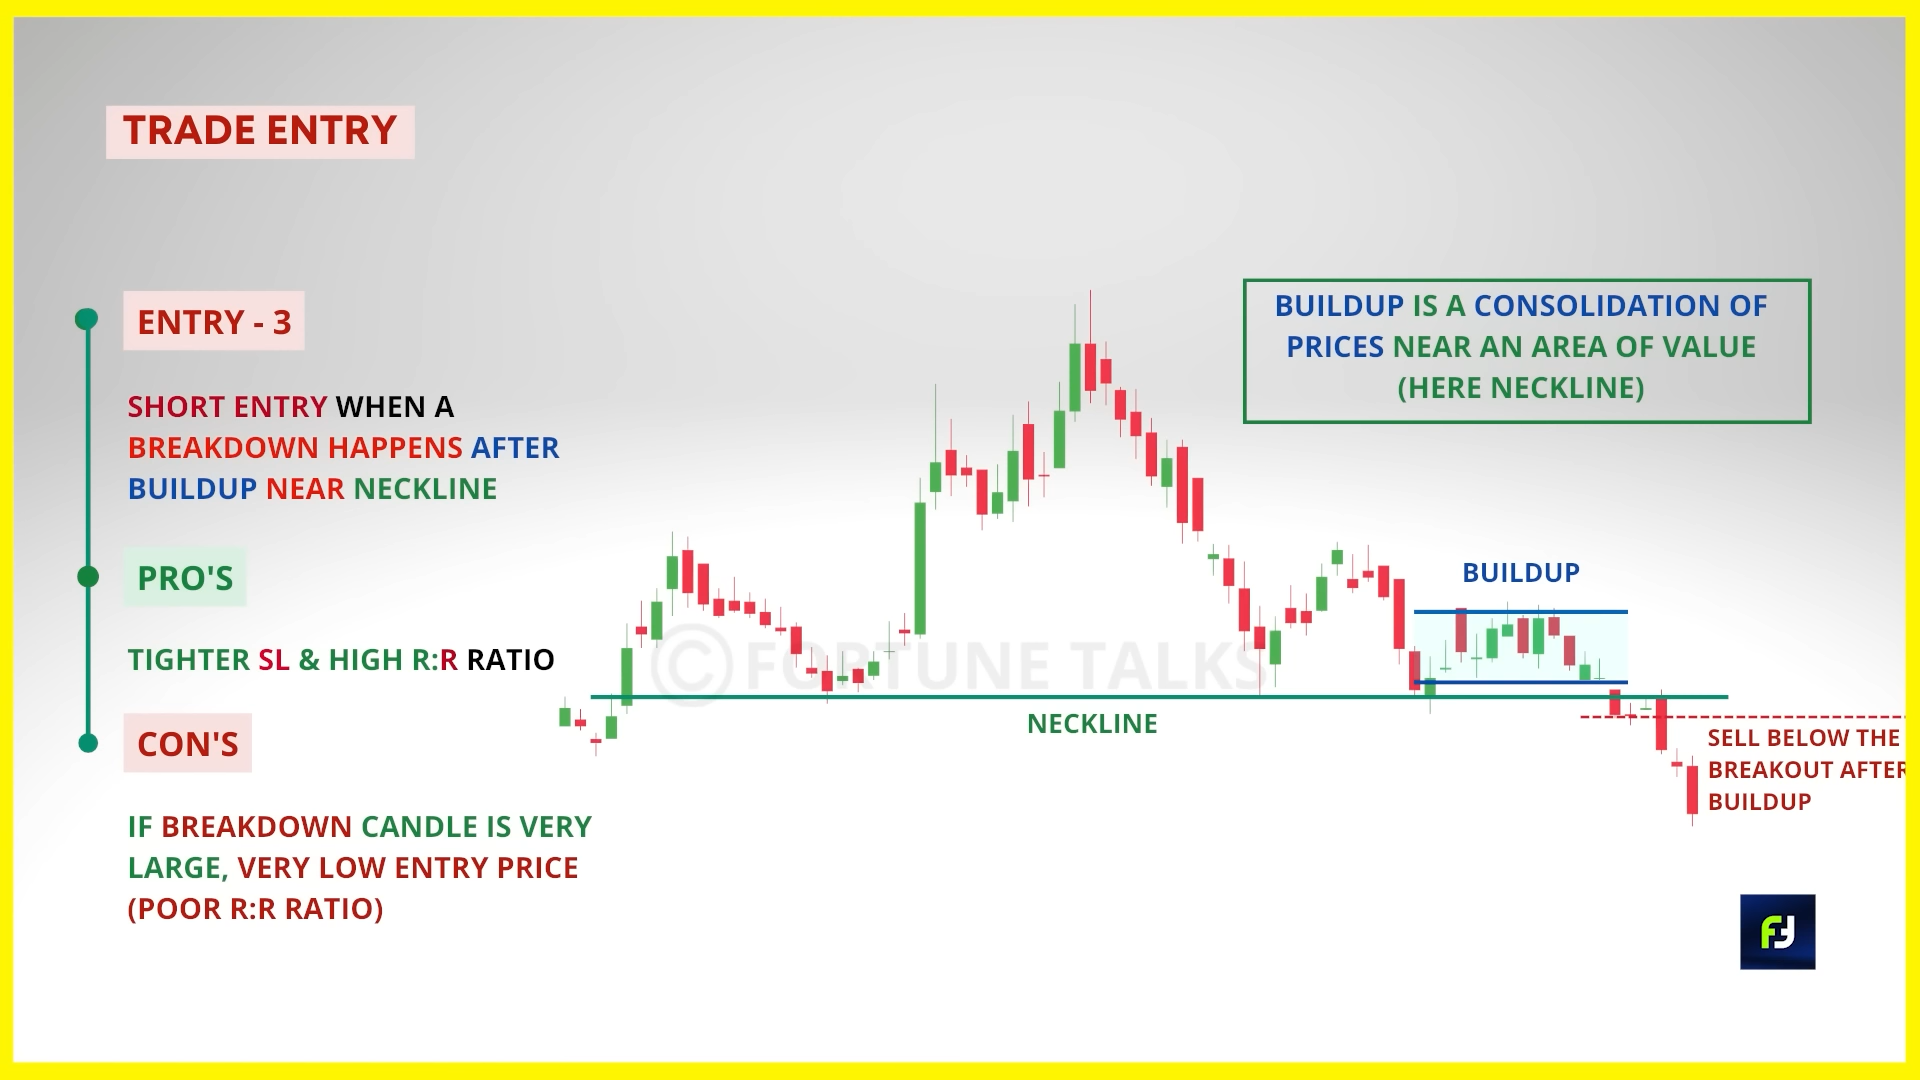 TRADE ENTRY
ENTRY - 3
SHORT ENTRY WHEN A
BREAKDOWN HAPPENS AFTER
BUILDUP NEAR NECKLINE
PRO'S
TIGHTER SL & HIGH R:R RATIO
CON'S
IF BREAKDOWN CANDLE IS VERY
LARGE, VERY LOW ENTRY PRICE
(POOR R:R RATIO)
BUILDUP IS A CONSOLIDATION OF
PRICES NEAR AN AREA OF VALUE
(HERE NECKLINE)
BUILDUP
© FORTUNE TALKS
NECKLINE
SELL BELOW THE
BREAKOUT AFTER
BUILDUP